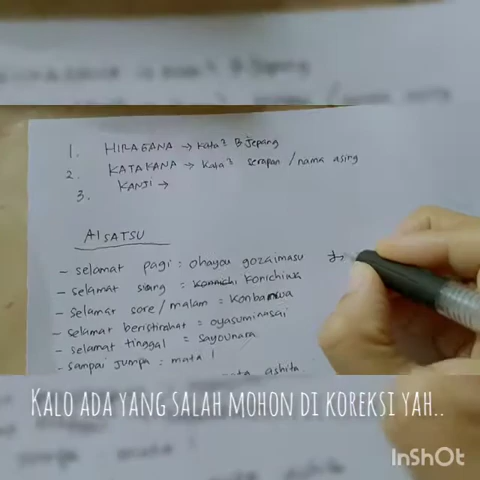 1. HIRAGANA → kata² B Jepang
2. KATAKANA → kata² serapan / nama asing
3. KANJI →
AISATSU
- selamat pagi : ohayou gozaimasu お
- selamat siang = konnichi konichiwa
- selamat sore / malam = konbanwa
- selamat beristirahat = oyasuminasai
- selamat tinggal = sayounara
- sampai jumpa : mata !
ashita
Kalo ada yang salah mohon di koreksi yah..
InShOt